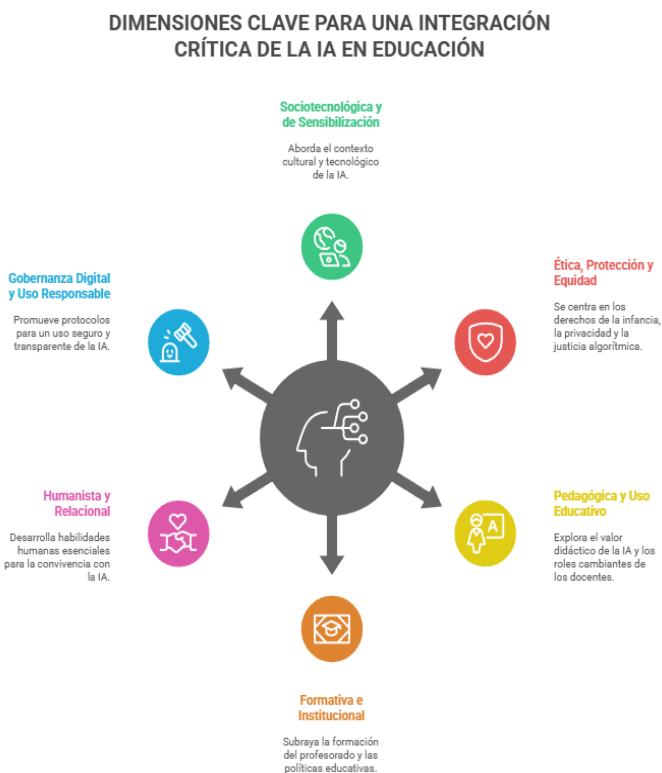 DIMENSIONES CLAVE PARA UNA INTEGRACIÓN
CRÍTICA DE LA IA EN EDUCACIÓN
Sociotecnológica y
de Sensibilización
Aborda el contexto
cultural y tecnológico
de la IA.
Ética, Protección y
Equidad
Se centra en los
derechos de la infancia,
la privacidad y la
justicia algorítmica.
Pedagógica y Uso
Educativo
Explora el valor
didáctico de la IA y los
roles cambiantes de
los docentes.
Formativa e
Institucional
Subraya la formación
del profesorado y las
políticas educativas.
Humanista y
Relacional
Desarrolla habilidades
humanas esenciales
para la convivencia con
la IA.
Gobernanza Digital
y Uso Responsable
Promueve protocolos
para un uso seguro y
transparente de la IA.
A